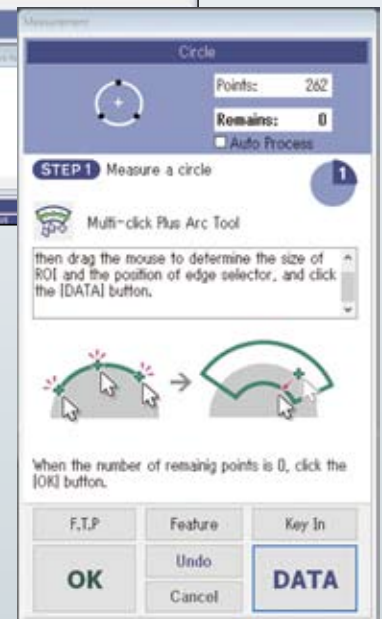 Measurement
Circle
Points: 262
Remains: 0
Auto Process
STEP 1 Measure a circle
1
Multi-click Plus Arc Tool
then drag the mouse to determine the size of
ROI and the position of edge selector, and click
the [DATA] button.
When the number of remainig points is 0, click the
[OK] button.
F.T.P
Feature
Key In
OK
Undo
Cancel
DATA